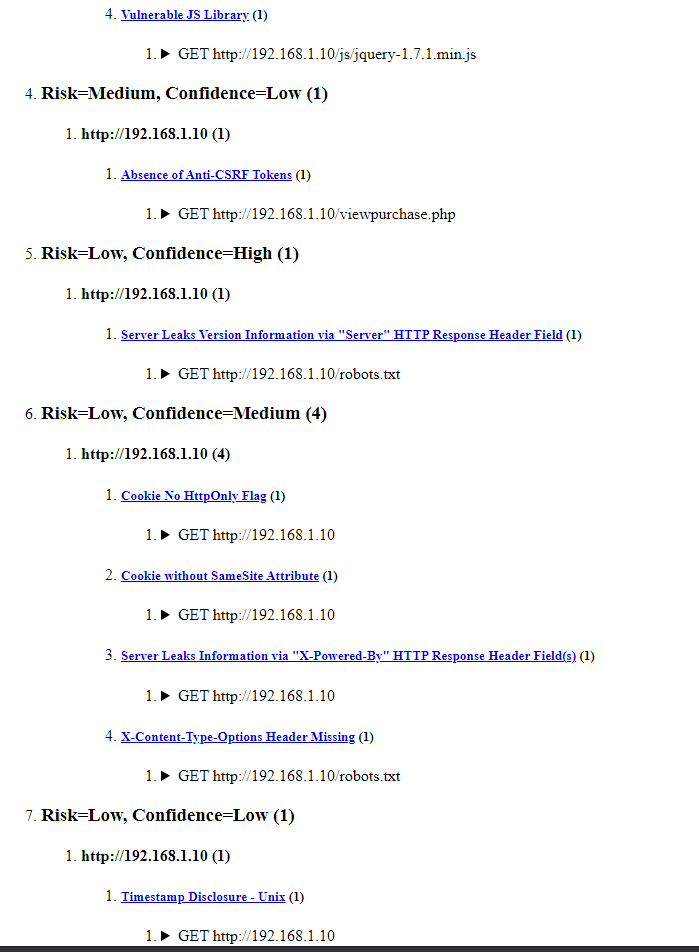 4. Vulnerable JS Library (1)
1. ▶ GET http://192.168.1.10/js/jquery-1.7.1.min.js
4. Risk=Medium, Confidence=Low (1)
1. http://192.168.1.10 (1)
1. Absence of Anti-CSRF Tokens (1)
1. ▶ GET http://192.168.1.10/viewpurchase.php
5. Risk=Low, Confidence=High (1)
1. http://192.168.1.10 (1)
1. Server Leaks Version Information via "Server" HTTP Response Header Field (1)
1. ▶ GET http://192.168.1.10/robots.txt
6. Risk=Low, Confidence=Medium (4)
1. http://192.168.1.10 (4)
1. Cookie No HttpOnly Flag (1)
1. ▶ GET http://192.168.1.10
2. Cookie without SameSite Attribute (1)
1. ▶ GET http://192.168.1.10
3. Server Leaks Information via "X-Powered-By" HTTP Response Header Field(s) (1)
1. ▶ GET http://192.168.1.10
4. X-Content-Type-Options Header Missing (1)
1. ▶ GET http://192.168.1.10/robots.txt
7. Risk=Low, Confidence=Low (1)
1. http://192.168.1.10 (1)
1. Timestamp Disclosure - Unix (1)
1. ▶ GET http://192.168.1.10